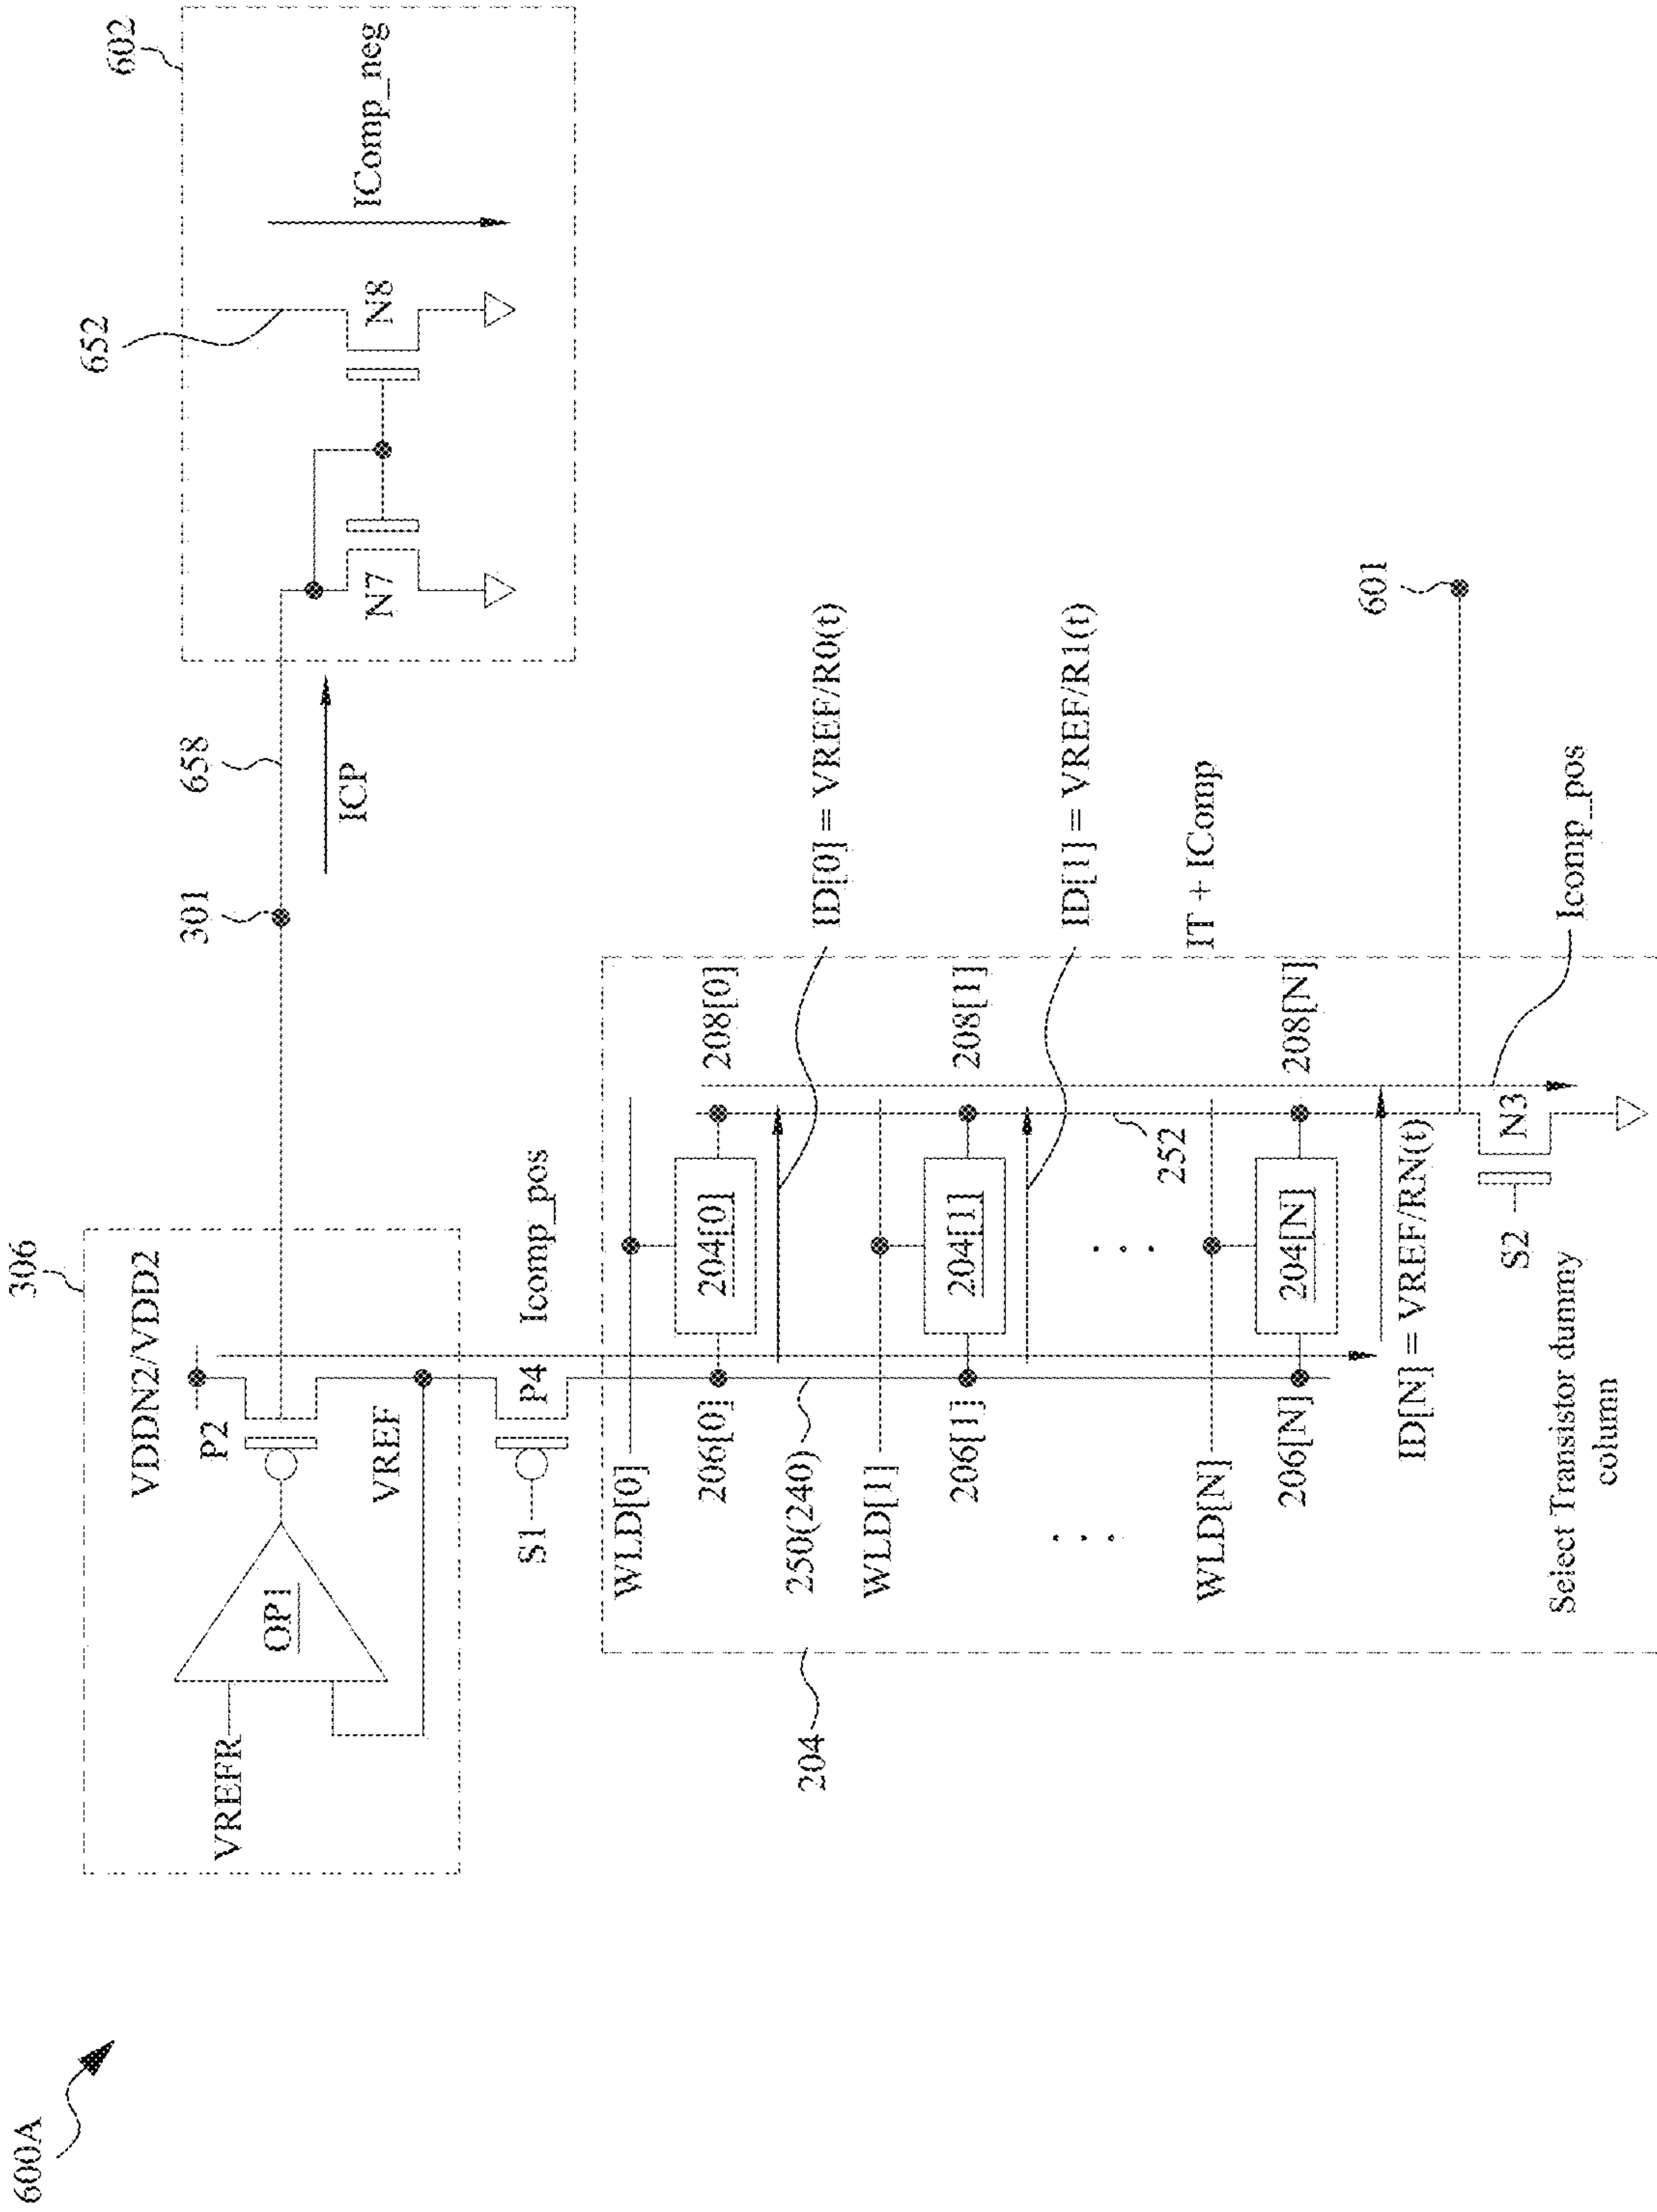 600A
306
VDDN2/VDD2
P2
VREFR
OP1
VREF
301
658
ICP
602
652
N7
N8
IComp_neg
S1
P4
Icomp_pos
204
WLD[0]
206[0]
204[0]
208[0]
ID[0] = VREF/R0(t)
250(240)
WLD[1]
206[1]
204[1]
208[1]
ID[1] = VREF/R1(t)
252
IT + IComp
WLD[N]
206[N]
204[N]
208[N]
ID[N] = VREF/RN(t)
601
S2
N3
Icomp_pos
Select Transistor dummy
column